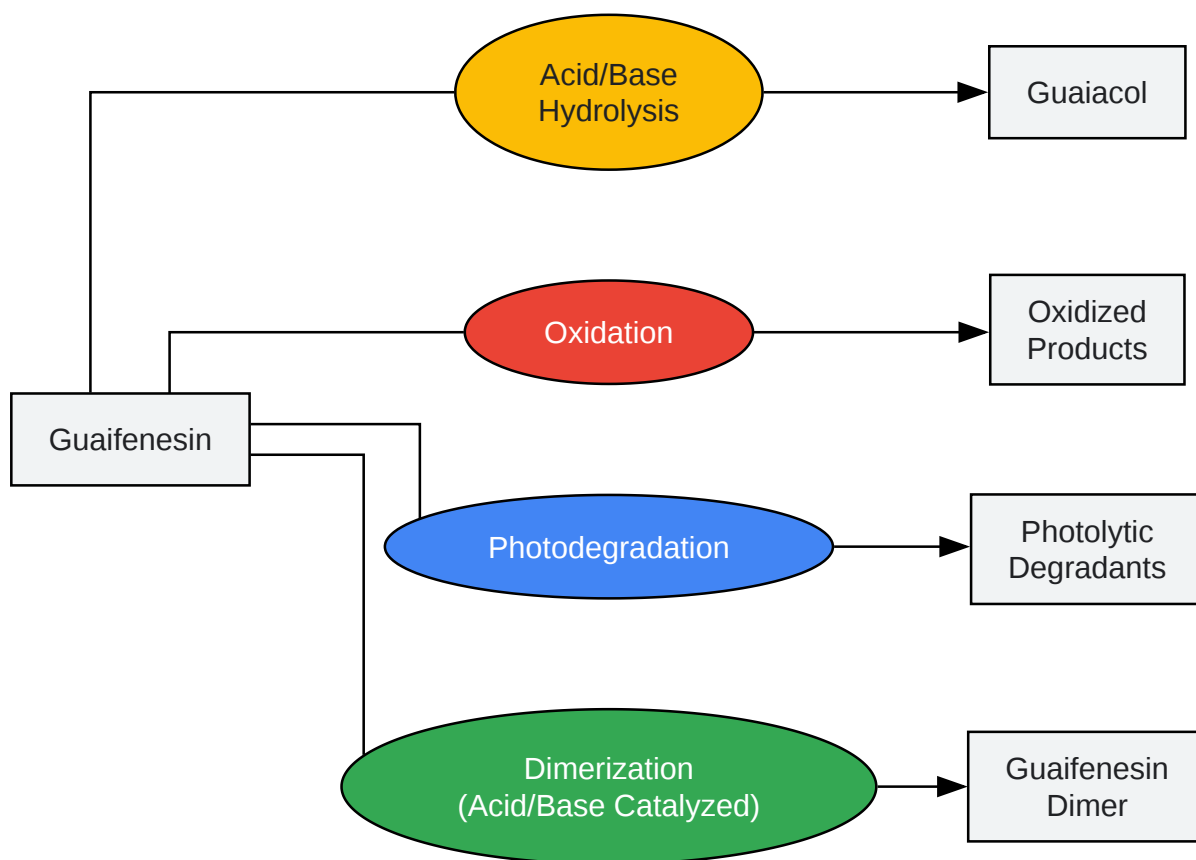 Acid/Base
Hydrolysis
Guaiacol
Oxidation
Oxidized
Products
Guaifenesin
Photodegradation
Photolytic
Degradants
Dimerization
(Acid/Base Catalyzed)
Guaifenesin
Dimer